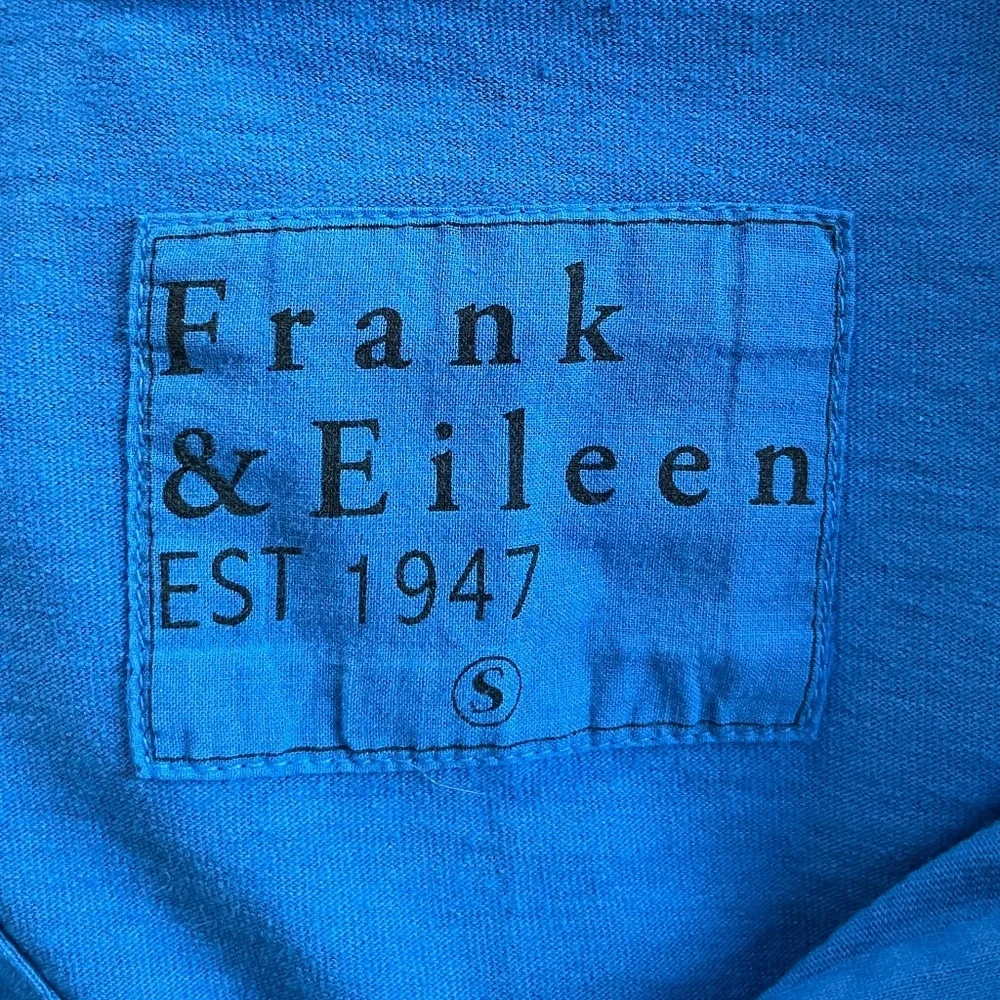 Frank
& Eileen
EST 1947
S